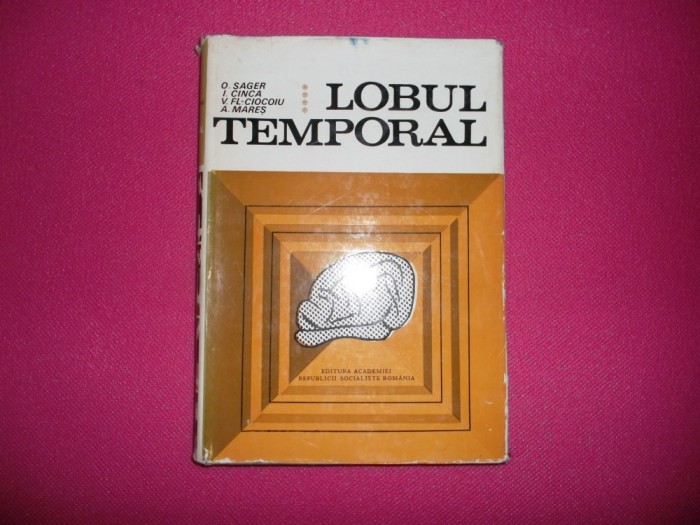 O. SAGER
I. CINCA
V. FL-CIOCOIU
A. MAREȘ
LOBUL
TEMPORAL
EDITURA ACADEMIEI
REPUBLICII SOCIALISTE ROMÂNIA